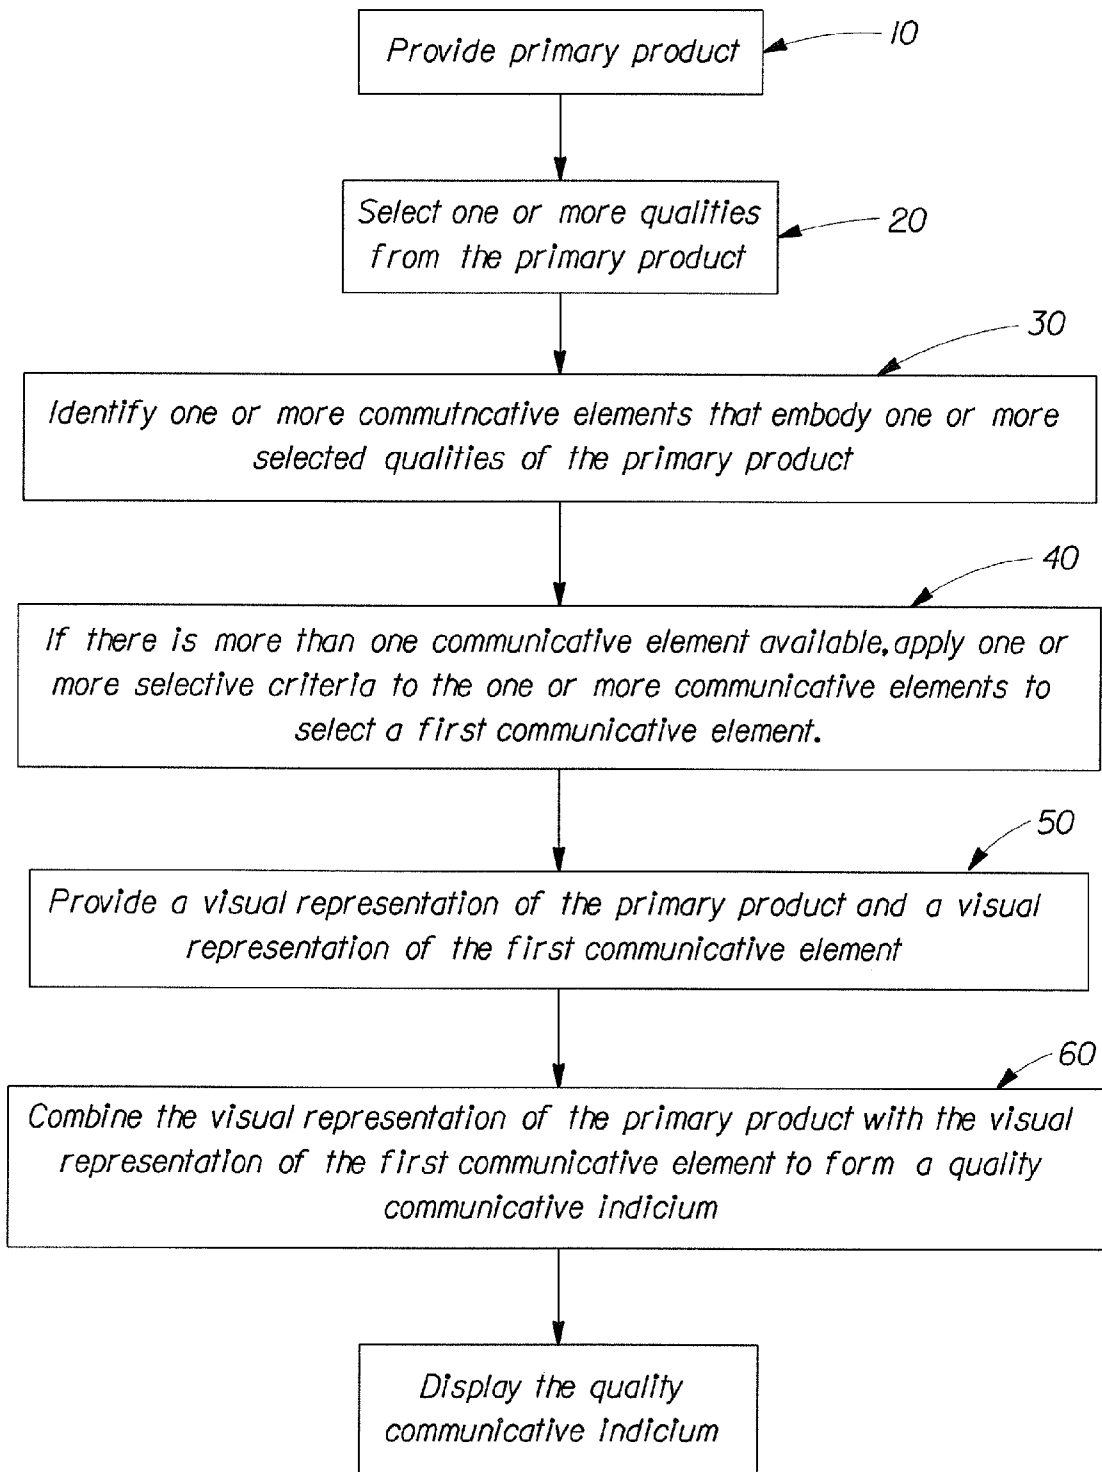 Provide primary product
10
Select one or more qualities
from the primary product
20
30
Identify one or more commutncative elements that embody one or more
selected qualities of the primary product
40
If there is more than one communicative element available, apply one or
more selective criteria to the one or more communicative elements to
select a first communicative element.
50
Provide a visual representation of the primary product and a visual
representation of the first communicative element
60
Combine the visual representation of the primary product with the visual
representation of the first communicative element to form a quality
communicative indicium
Display the quality
communicative indicium